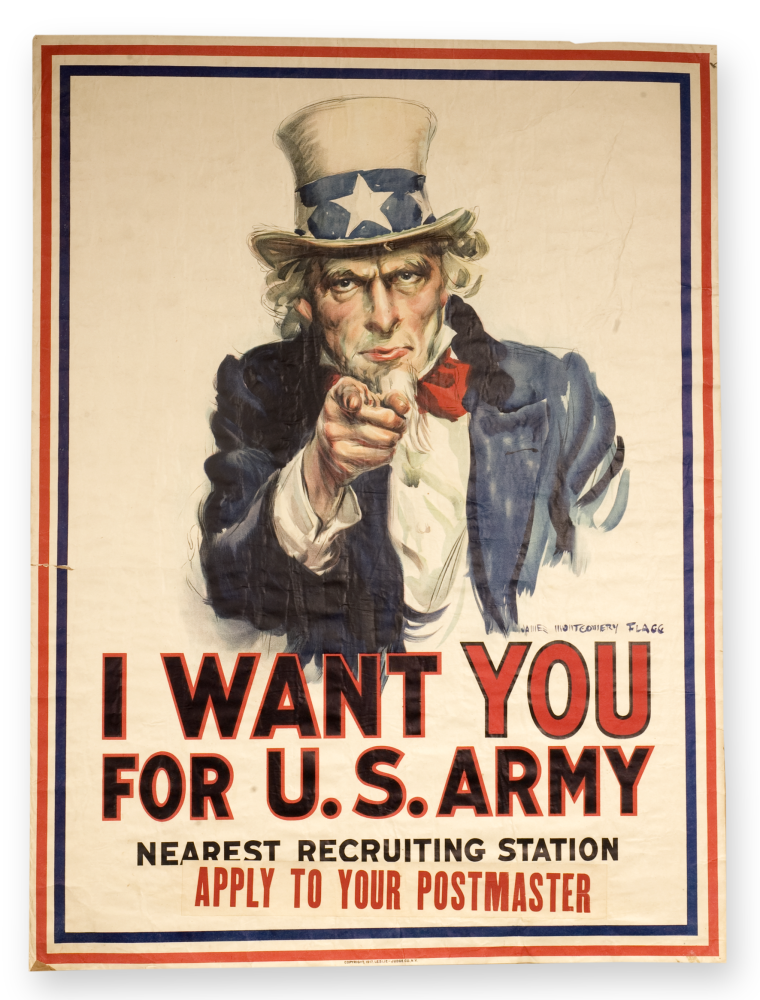 JAMES MONTGOMERY FLAGG
I WANT YOU
FOR U.S. ARMY
NEAREST RECRUITING STATION
APPLY TO YOUR POSTMASTER